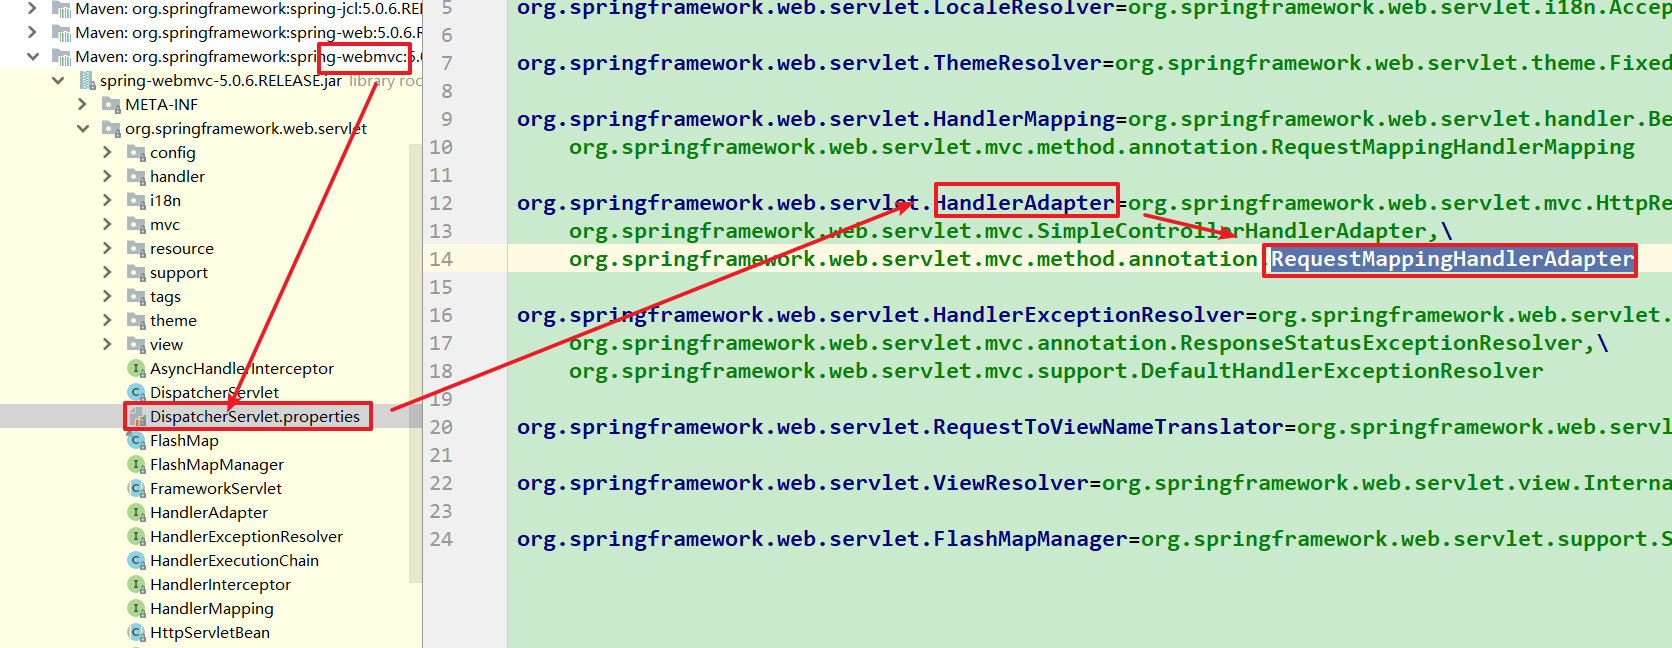 Maven: org.springframework:spring-jcl:5.0.6.REI
Maven: org.springframework:spring-web:5.0.6.R
Maven: org.springframework:spring-webmvc:5.0
spring-webmvc-5.0.6.RELEASE.jar library roo
META-INF
org.springframework.web.servlet
config
handler
i18n
mvc
resource
support
tags
theme
view
AsyncHandlerInterceptor
DispatcherServlet
DispatcherServlet.properties
FlashMap
FlashMapManager
FrameworkServlet
HandlerAdapter
HandlerExceptionResolver
HandlerExecutionChain
HandlerInterceptor
HandlerMapping
HttpServletBean
5 org.springframework.web.servlet.LocaleResolver=org.springframework.web.servlet.i18n.Accep
6
7 org.springframework.web.servlet.ThemeResolver=org.springframework.web.servlet.theme.Fixed
8
9 org.springframework.web.servlet.HandlerMapping=org.springframework.web.servlet.handler.Be
10 org.springframework.web.servlet.mvc.method.annotation.RequestMappingHandlerMapping
11
12 org.springframework.web.servlet.HandlerAdapter=org.springframework.web.servlet.mvc.HttpRe
13 org.springframework.web.servlet.mvc.SimpleControllerHandlerAdapter,\
14 org.springframework.web.servlet.mvc.method.annotation.RequestMappingHandlerAdapter
15
16 org.springframework.web.servlet.HandlerExceptionResolver=org.springframework.web.servlet.
17 org.springframework.web.servlet.mvc.annotation.ResponseStatusExceptionResolver,\
18 org.springframework.web.servlet.mvc.support.DefaultHandlerExceptionResolver
19
20 org.springframework.web.servlet.RequestToViewNameTranslator=org.springframework.web.servl
21
22 org.springframework.web.servlet.ViewResolver=org.springframework.web.servlet.view.Interna
23
24 org.springframework.web.servlet.FlashMapManager=org.springframework.web.servlet.support.S